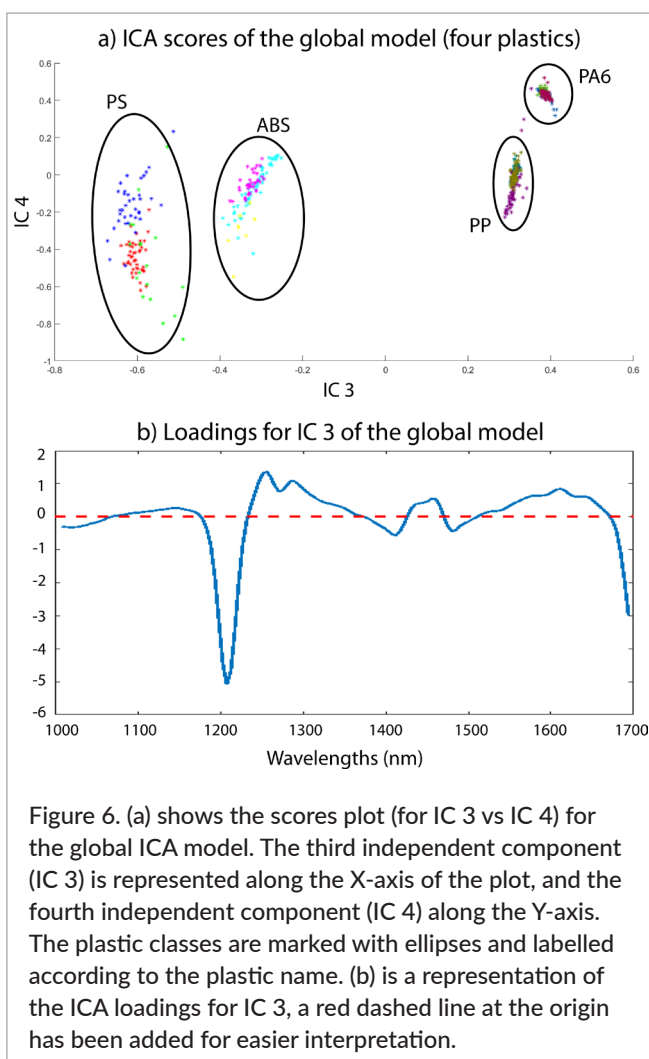 a) ICA scores of the global model (four plastics)
0.6
0.4
0.2
0
-0.2
-0.4
-0.6
-0.8
-1
IC 4
PS
ABS
PA6
PP
-0.8
-0.6
-0.4
-0.2
0
0.2
0.4
0.6
IC 3
b) Loadings for IC 3 of the global model
2
1
0
-1
-2
-3
-4
-5
-6
1000
1100
1200
1300
1400
1500
1600
1700
Wavelengths (nm)
Figure 6. (a) shows the scores plot (for IC 3 vs IC 4) for
the global ICA model. The third independent component
(IC 3) is represented along the X-axis of the plot, and the
fourth independent component (IC 4) along the Y-axis.
The plastic classes are marked with ellipses and labelled
according to the plastic name. (b) is a representation of
the ICA loadings for IC 3, a red dashed line at the origin
has been added for easier interpretation.